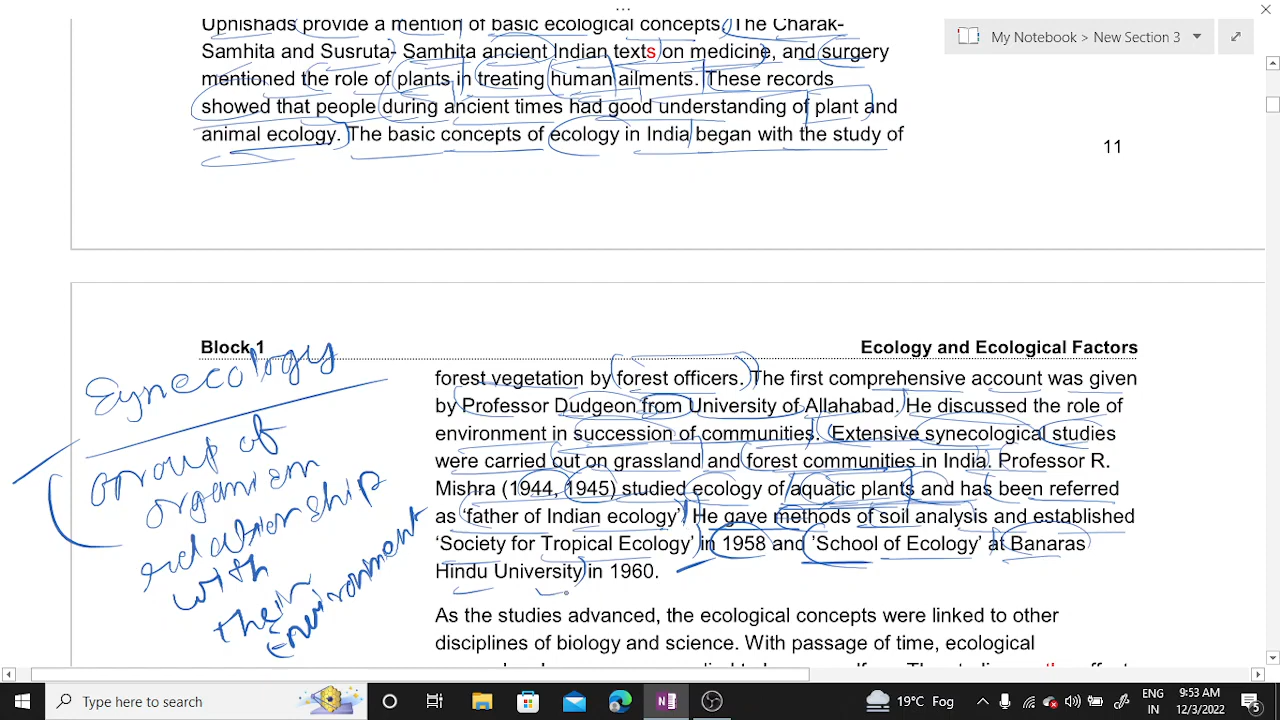 Upnishads provide a mention of basic ecological concepts. The Charak-
Samhita and Susruta- Samhita ancient Indian texts on medicine, and surgery
mentioned the role of plants in treating human ailments. These records
showed that people during ancient times had good understanding of plant and
animal ecology. The basic concepts of ecology in India began with the study of
11
My Notebook > New Section 3
Block 1
Ecology and Ecological Factors
forest vegetation by forest officers. The first comprehensive account was given
by Professor Dudgeon from University of Allahabad. He discussed the role of
environment in succession of communities. Extensive synecological studies
were carried out on grassland and forest communities in India. Professor R.
Mishra (1944, 1945) studied ecology of aquatic plants and has been referred
as ‘father of Indian ecology’. He gave methods of soil analysis and established
‘Society for Tropical Ecology’ in 1958 and 'School of Ecology’ at Banaras
Hindu University in 1960.
As the studies advanced, the ecological concepts were linked to other
disciplines of biology and science. With passage of time, ecological
Synecology
Group of
organism
relationship
with
their
environment
Type here to search
19°C Fog
ENG
IN
9:53 AM
12/3/2022
5